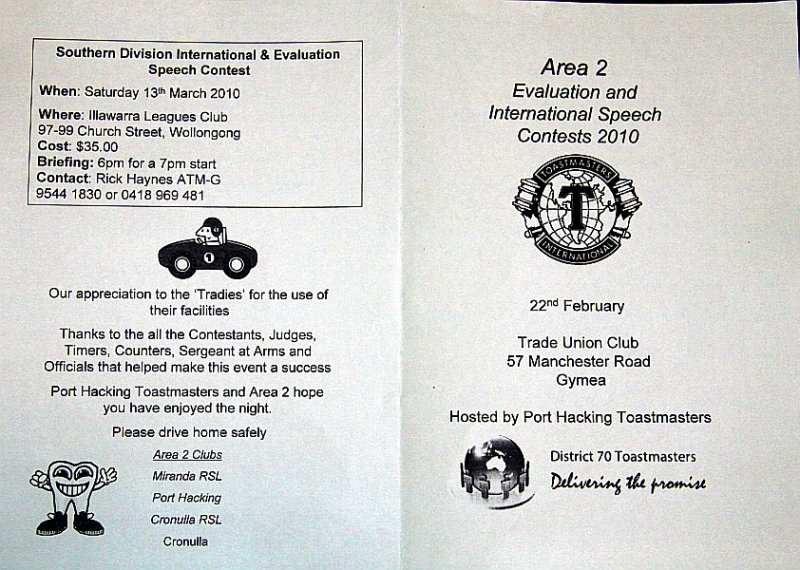 Southern Division International & Evaluation
Speech Contest
When: Saturday 13th March 2010
Where: Illawarra Leagues Club
97-99 Church Street, Wollongong
Cost: $35.00
Briefing: 6pm for a 7pm start
Contact: Rick Haynes ATM-G
9544 1830 or 0418 969 481
1
Our appreciation to the 'Tradies' for the use of
their facilities
Thanks to the all the Contestants, Judges,
Timers, Counters, Sergeant at Arms and
Officials that helped make this event a success
Port Hacking Toastmasters and Area 2 hope
you have enjoyed the night.
Please drive home safely
Area 2 Clubs
Miranda RSL
Port Hacking
Cronulla RSL
Cronulla
Area 2
Evaluation and
International Speech
Contests 2010
TOASTMASTERS
T
INTERNATIONAL
22nd February
Trade Union Club
57 Manchester Road
Gymea
Hosted by Port Hacking Toastmasters
District 70 Toastmasters
Delivering the promise